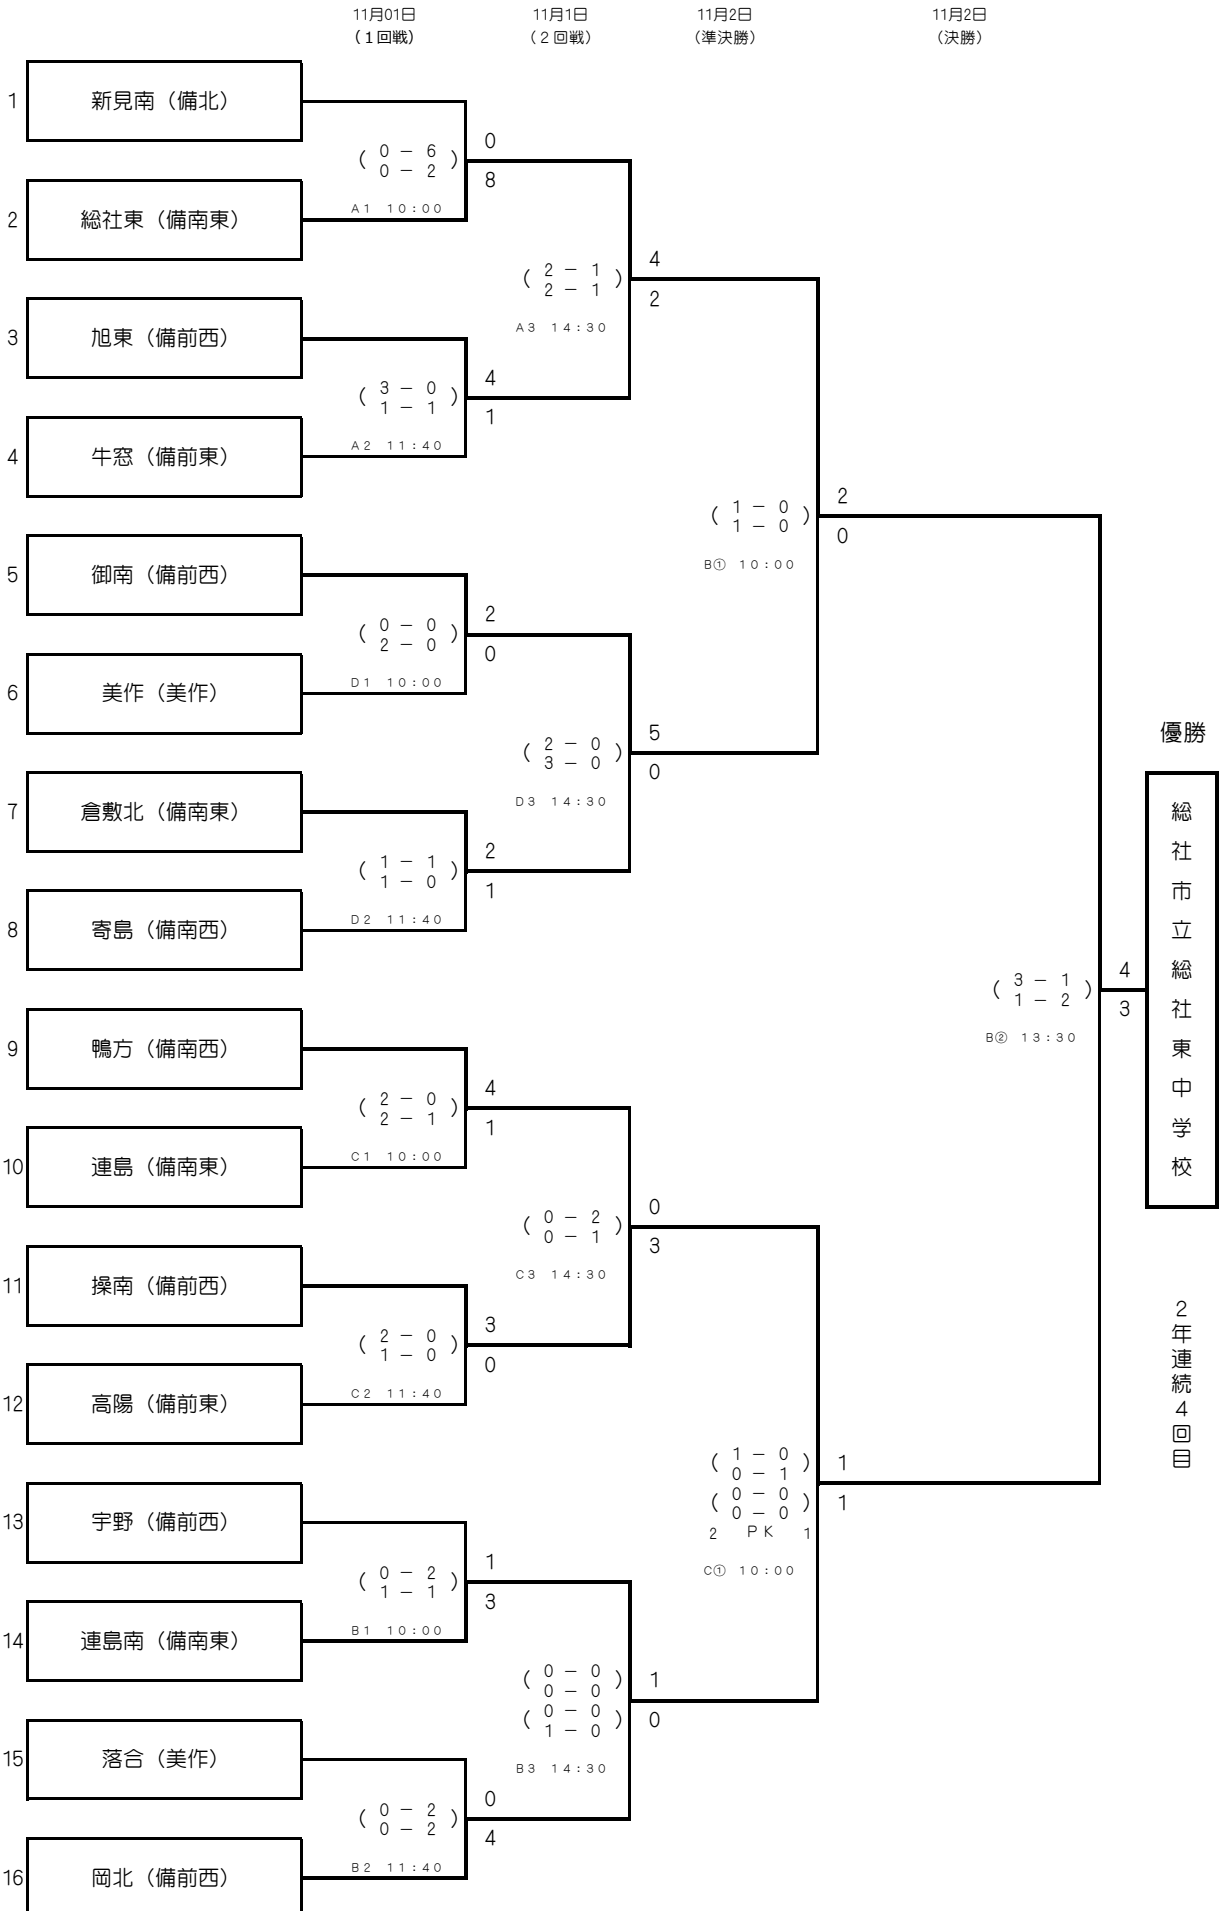 11月01日 11月1日 11月2日 11月2日
(１回戦) (２回戦) (準決勝) (決勝)
1 新見南（備北）
0
( 0 － 6 )
0 － 2
8
A1 10:00
2 総社東（備南東）
4
( 2 － 1 )
2 － 1
2
A3 14:30
3 旭東（備前西）
4
( 3 － 0 )
1 － 1
1
A2 11:40
4 牛窓（備前東）
2
( 1 － 0 )
1 － 0
0
B① 10:00
5 御南（備前西）
2
( 0 － 0 )
2 － 0
0
D1 10:00
6 美作（美作）
5
( 2 － 0 )
3 － 0
0
D3 14:30
7 倉敷北（備南東）
2
( 1 － 1 )
1 － 0
1
D2 11:40
8 寄島（備南西）
優勝
総社市立総社東中学校
4
( 3 － 1 )
1 － 2
3
B② 13:30
2年連続4回目
9 鴨方（備南西）
4
( 2 － 0 )
2 － 1
1
C1 10:00
10 連島（備南東）
0
( 0 － 2 )
0 － 1
3
C3 14:30
11 操南（備前西）
3
( 2 － 0 )
1 － 0
0
C2 11:40
12 高陽（備前東）
1
( 1 － 0 )
0 － 1
( 0 － 0 )
0 － 0
1
2 PK 1
C① 10:00
13 宇野（備前西）
1
( 0 － 2 )
1 － 1
3
B1 10:00
14 連島南（備南東）
( 0 － 0 )
0 － 0
1
( 0 － 0 )
1 － 0
0
B3 14:30
15 落合（美作）
0
( 0 － 2 )
0 － 2
4
B2 11:40
16 岡北（備前西）